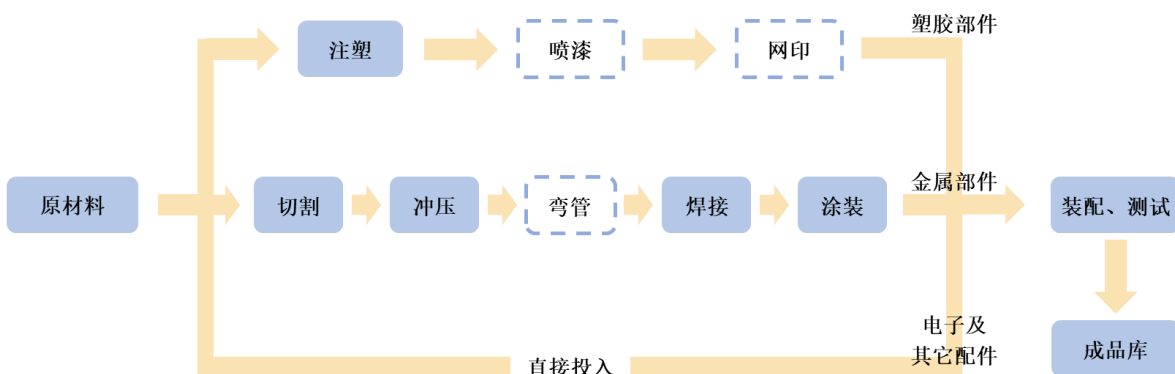 塑胶部件
注塑
喷漆
网印
原材料
切割
冲压
弯管
焊接
涂装
金属部件
装配、测试
电子及
其它配件
直接投入
成品库